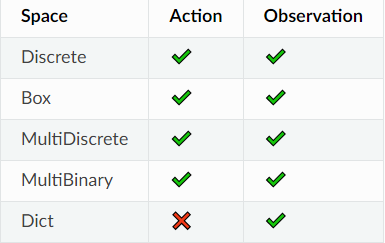 Space Action Observation
Discrete ✔ ✔
Box ✔ ✔
MultiDiscrete ✔ ✔
MultiBinary ✔ ✔
Dict ❌ ✔